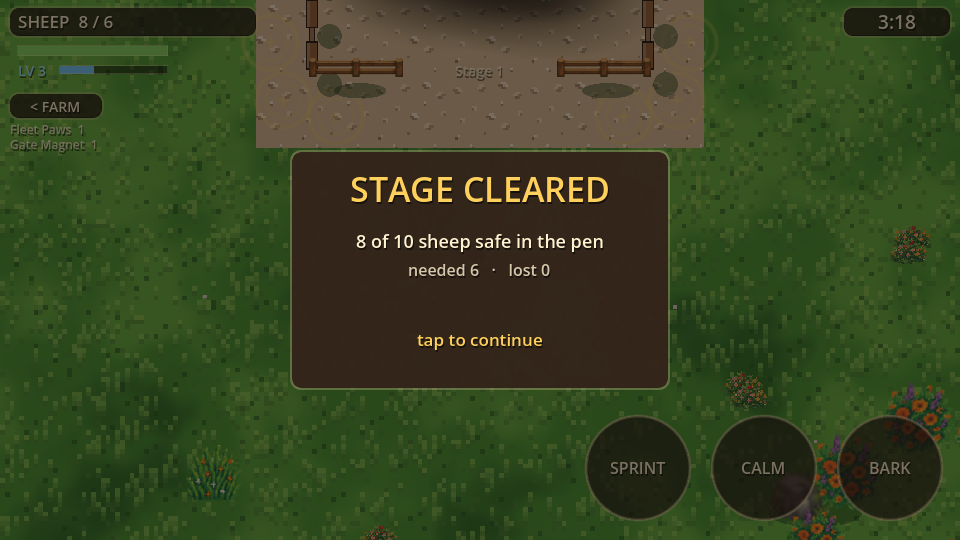 SHEEP 8 / 6
3:18
LV 3
Stage 1
< FARM
Fleet Paws 1
Gate Magnet 1
STAGE CLEARED
8 of 10 sheep safe in the pen
needed 6 · lost 0
tap to continue
SPRINT
CALM
BARK